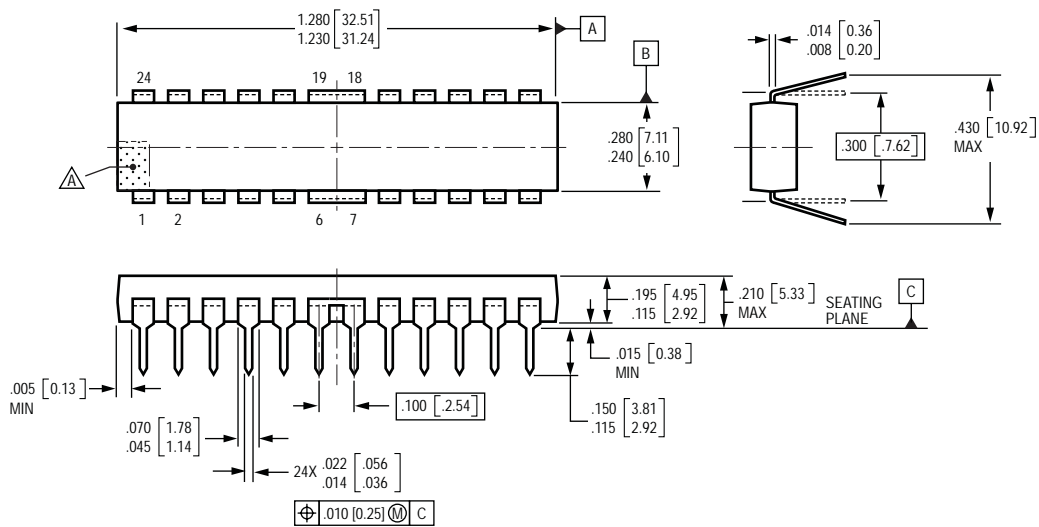 1.280 [32.51]
1.230 [31.24]
A
B
24 19 18
.280 [7.11]
.240 [6.10]
A
1 2 6 7
.014 [0.36]
.008 [0.20]
.300 [.7.62]
.430 [10.92]
MAX
.195 [4.95]
.115 [2.92]
.210 [5.33]
MAX
SEATING
PLANE
C
.015 [0.38]
MIN
.005 [0.13]
MIN
.100 [.2.54]
.150 [3.81]
.115 [2.92]
.070 [1.78]
.045 [1.14]
24X .022 [.056]
.014 [.036]
⌖ .010 [0.25] Ⓜ C